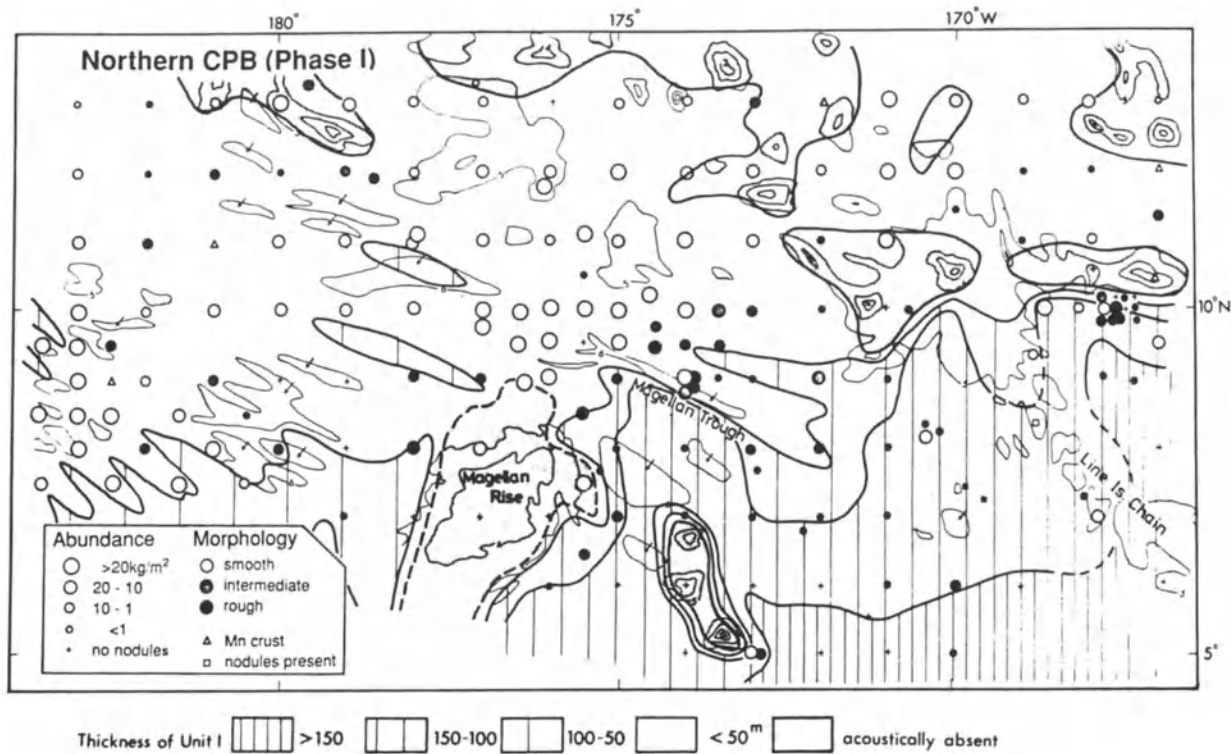 180° 175° 170°W
Northern CPB (Phase I)
10°N
Magellan Trough
Magellan Rise
Line Is. Chain
5°
Abundance Morphology
>20kg/m² smooth
20 - 10 intermediate
10 - 1 rough
<1 Mn crust
no nodules nodules present
Thickness of Unit I >150 150-100 100-50 <50m acoustically absent